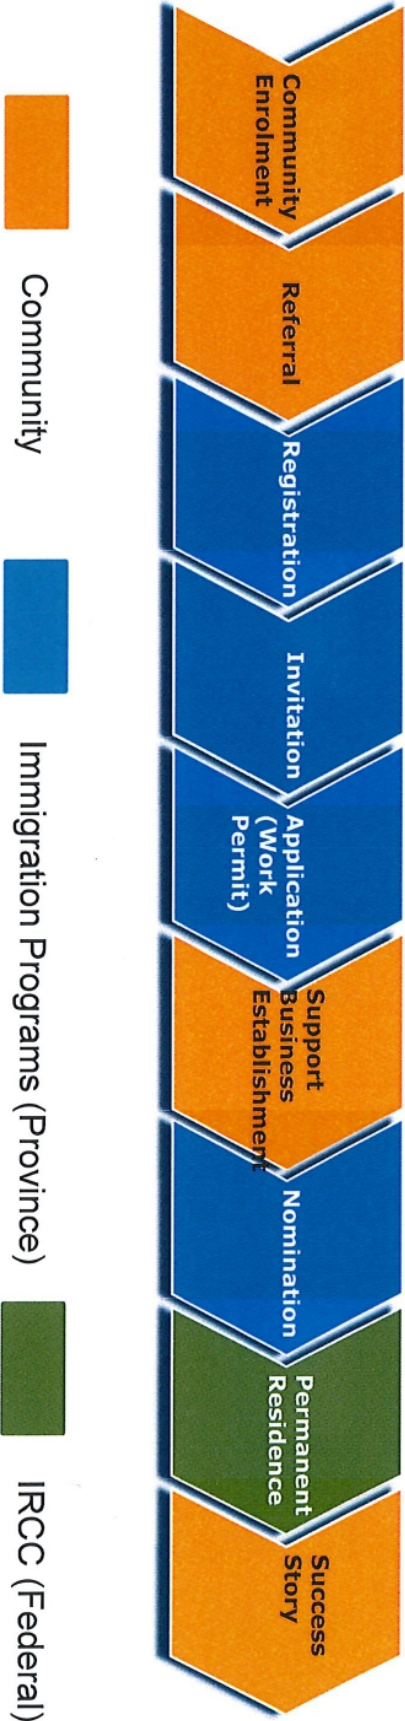 Community
Enrolment
Referral
Registration
Invitation
Application
(Work
Permit)
Support
Business
Establishment
Nomination
Permanent
Residence
Success
Story
Community
Immigration Programs (Province)
IRCC (Federal)